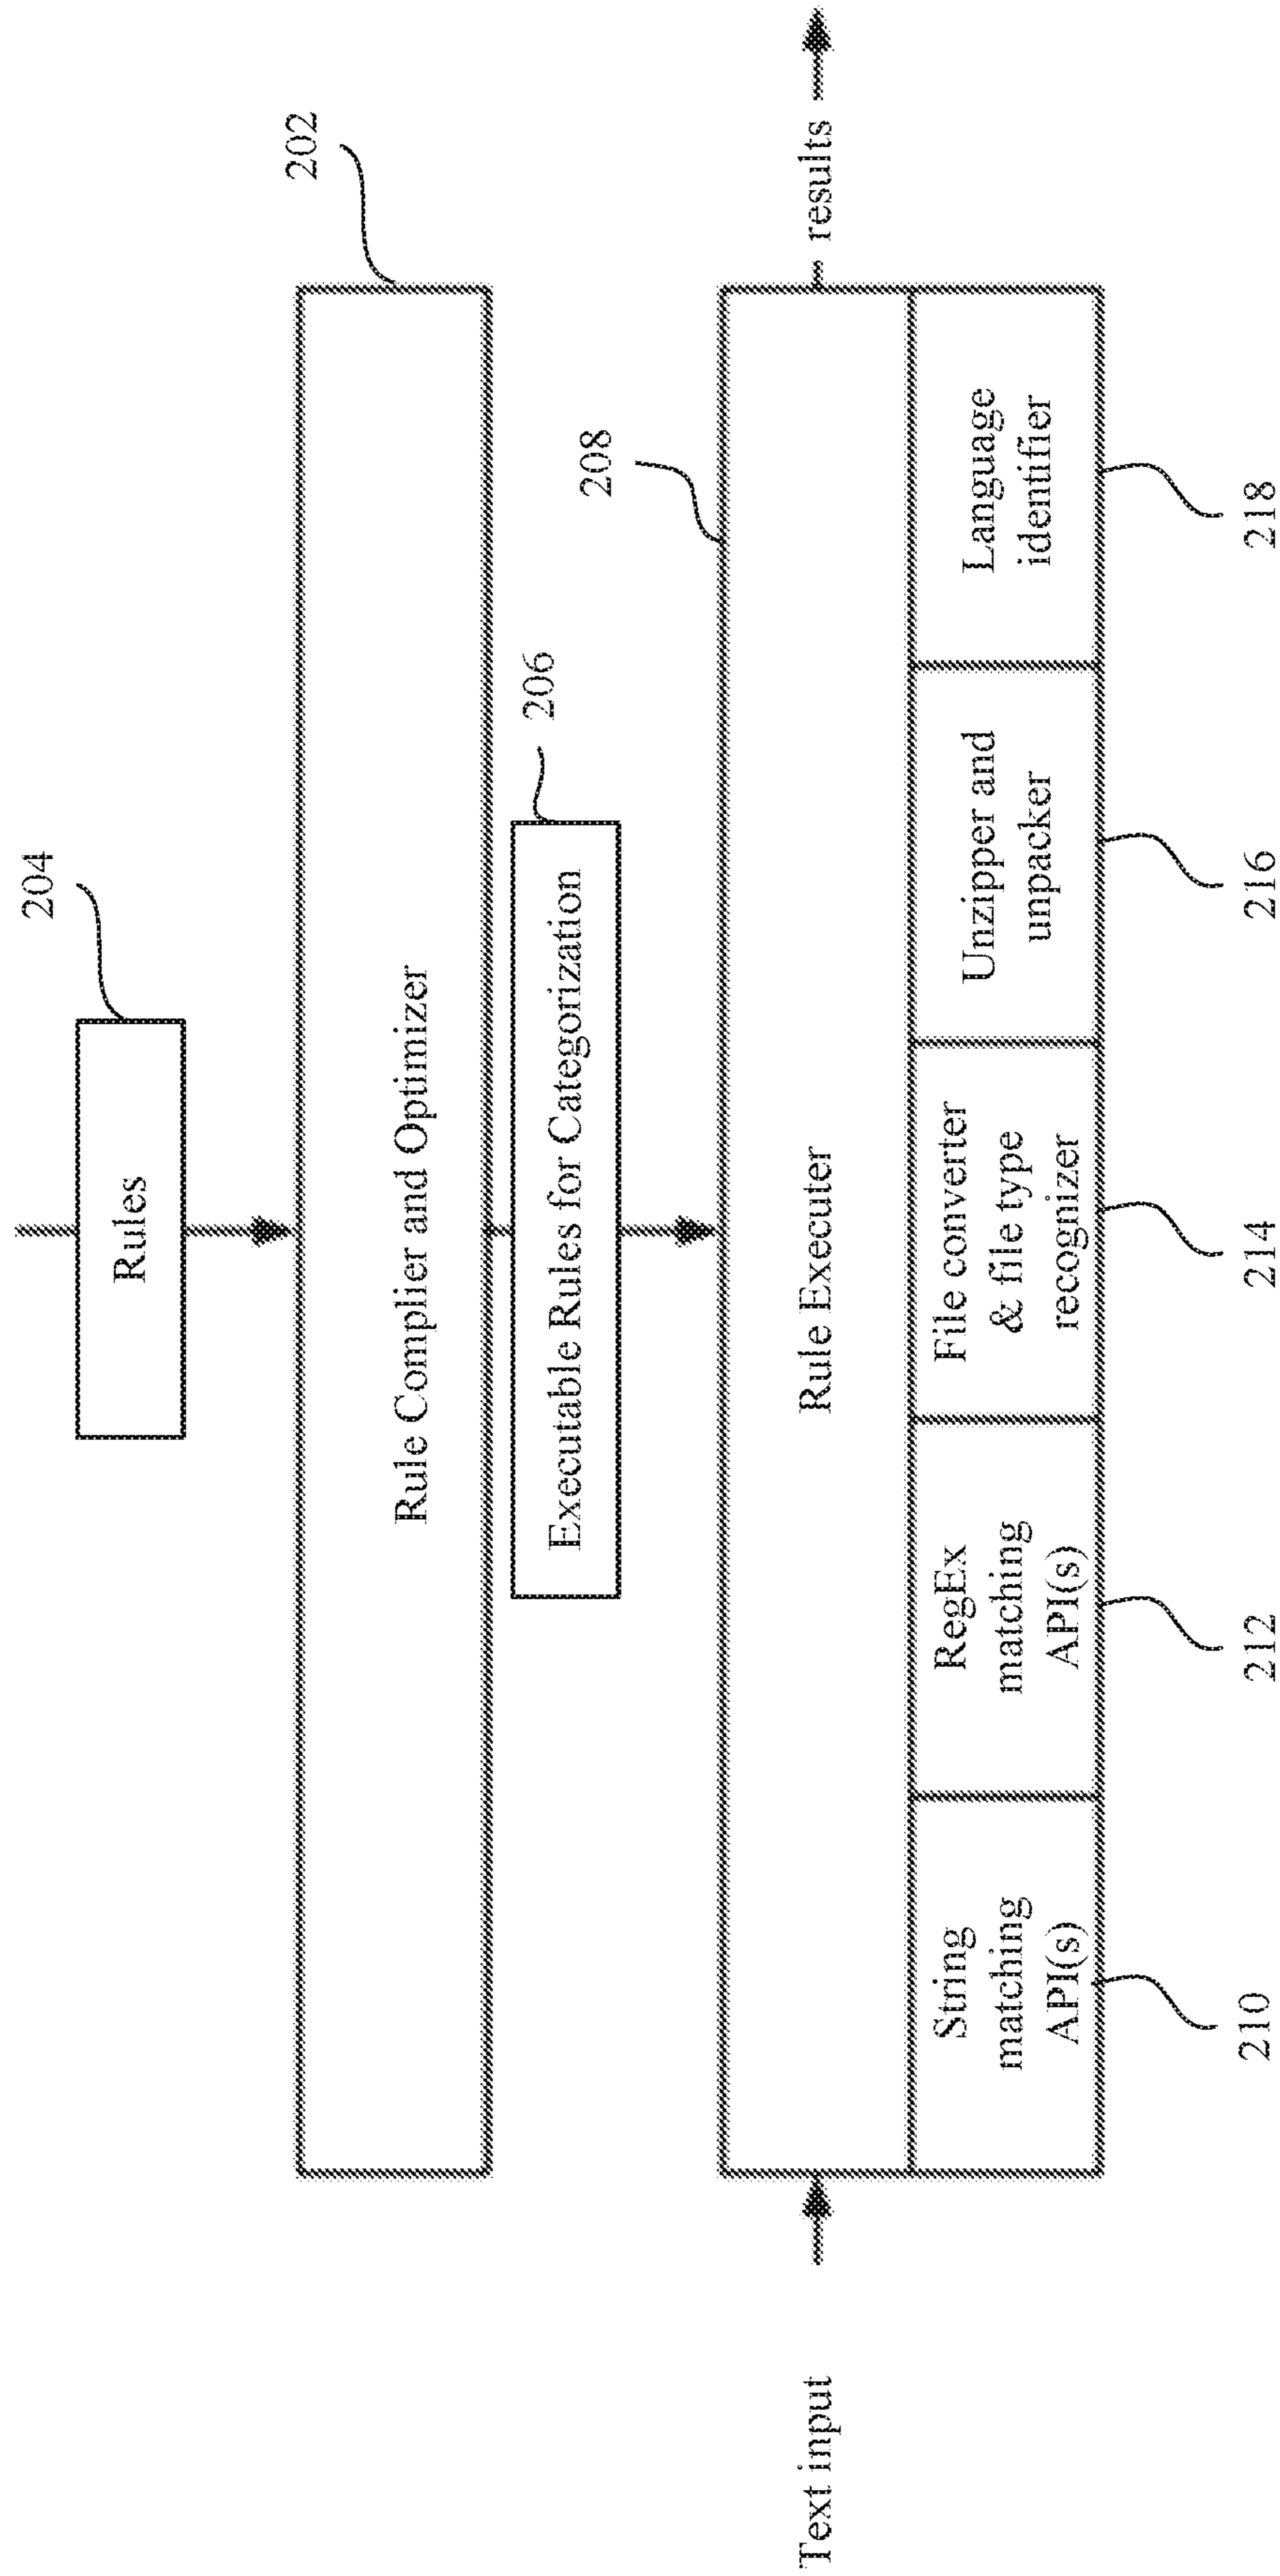 204
Rules
202
Rule Complier and Optimizer
206
Executable Rules for Categorization
208
Text input
Rule Executer
results
String
matching
API(s)
RegEx
matching
API(s)
File converter
& file type
recognizer
Unzipper and
unpacker
Language
identifier
210
212
214
216
218